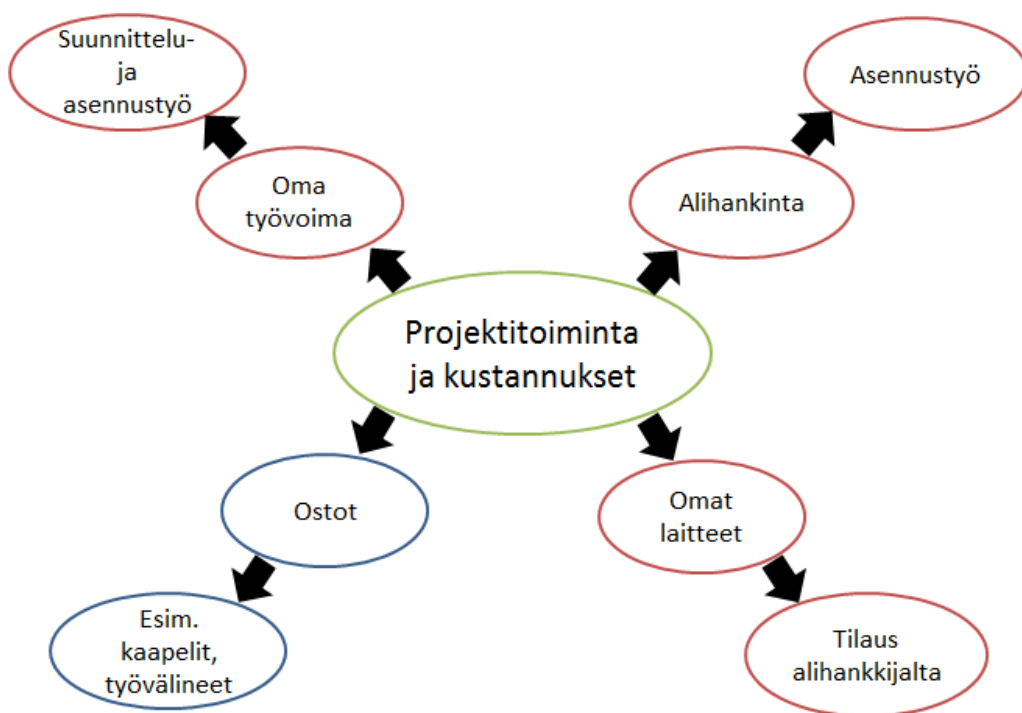 Suunnittelu-
ja
asennustyö
Asennustyö
Oma
työvoima
Alihankinta
Projektitoiminta
ja kustannukset
Ostot
Omat
laitteet
Esim.
kaapelit,
työvälineet
Tilaus
alihankkijalta